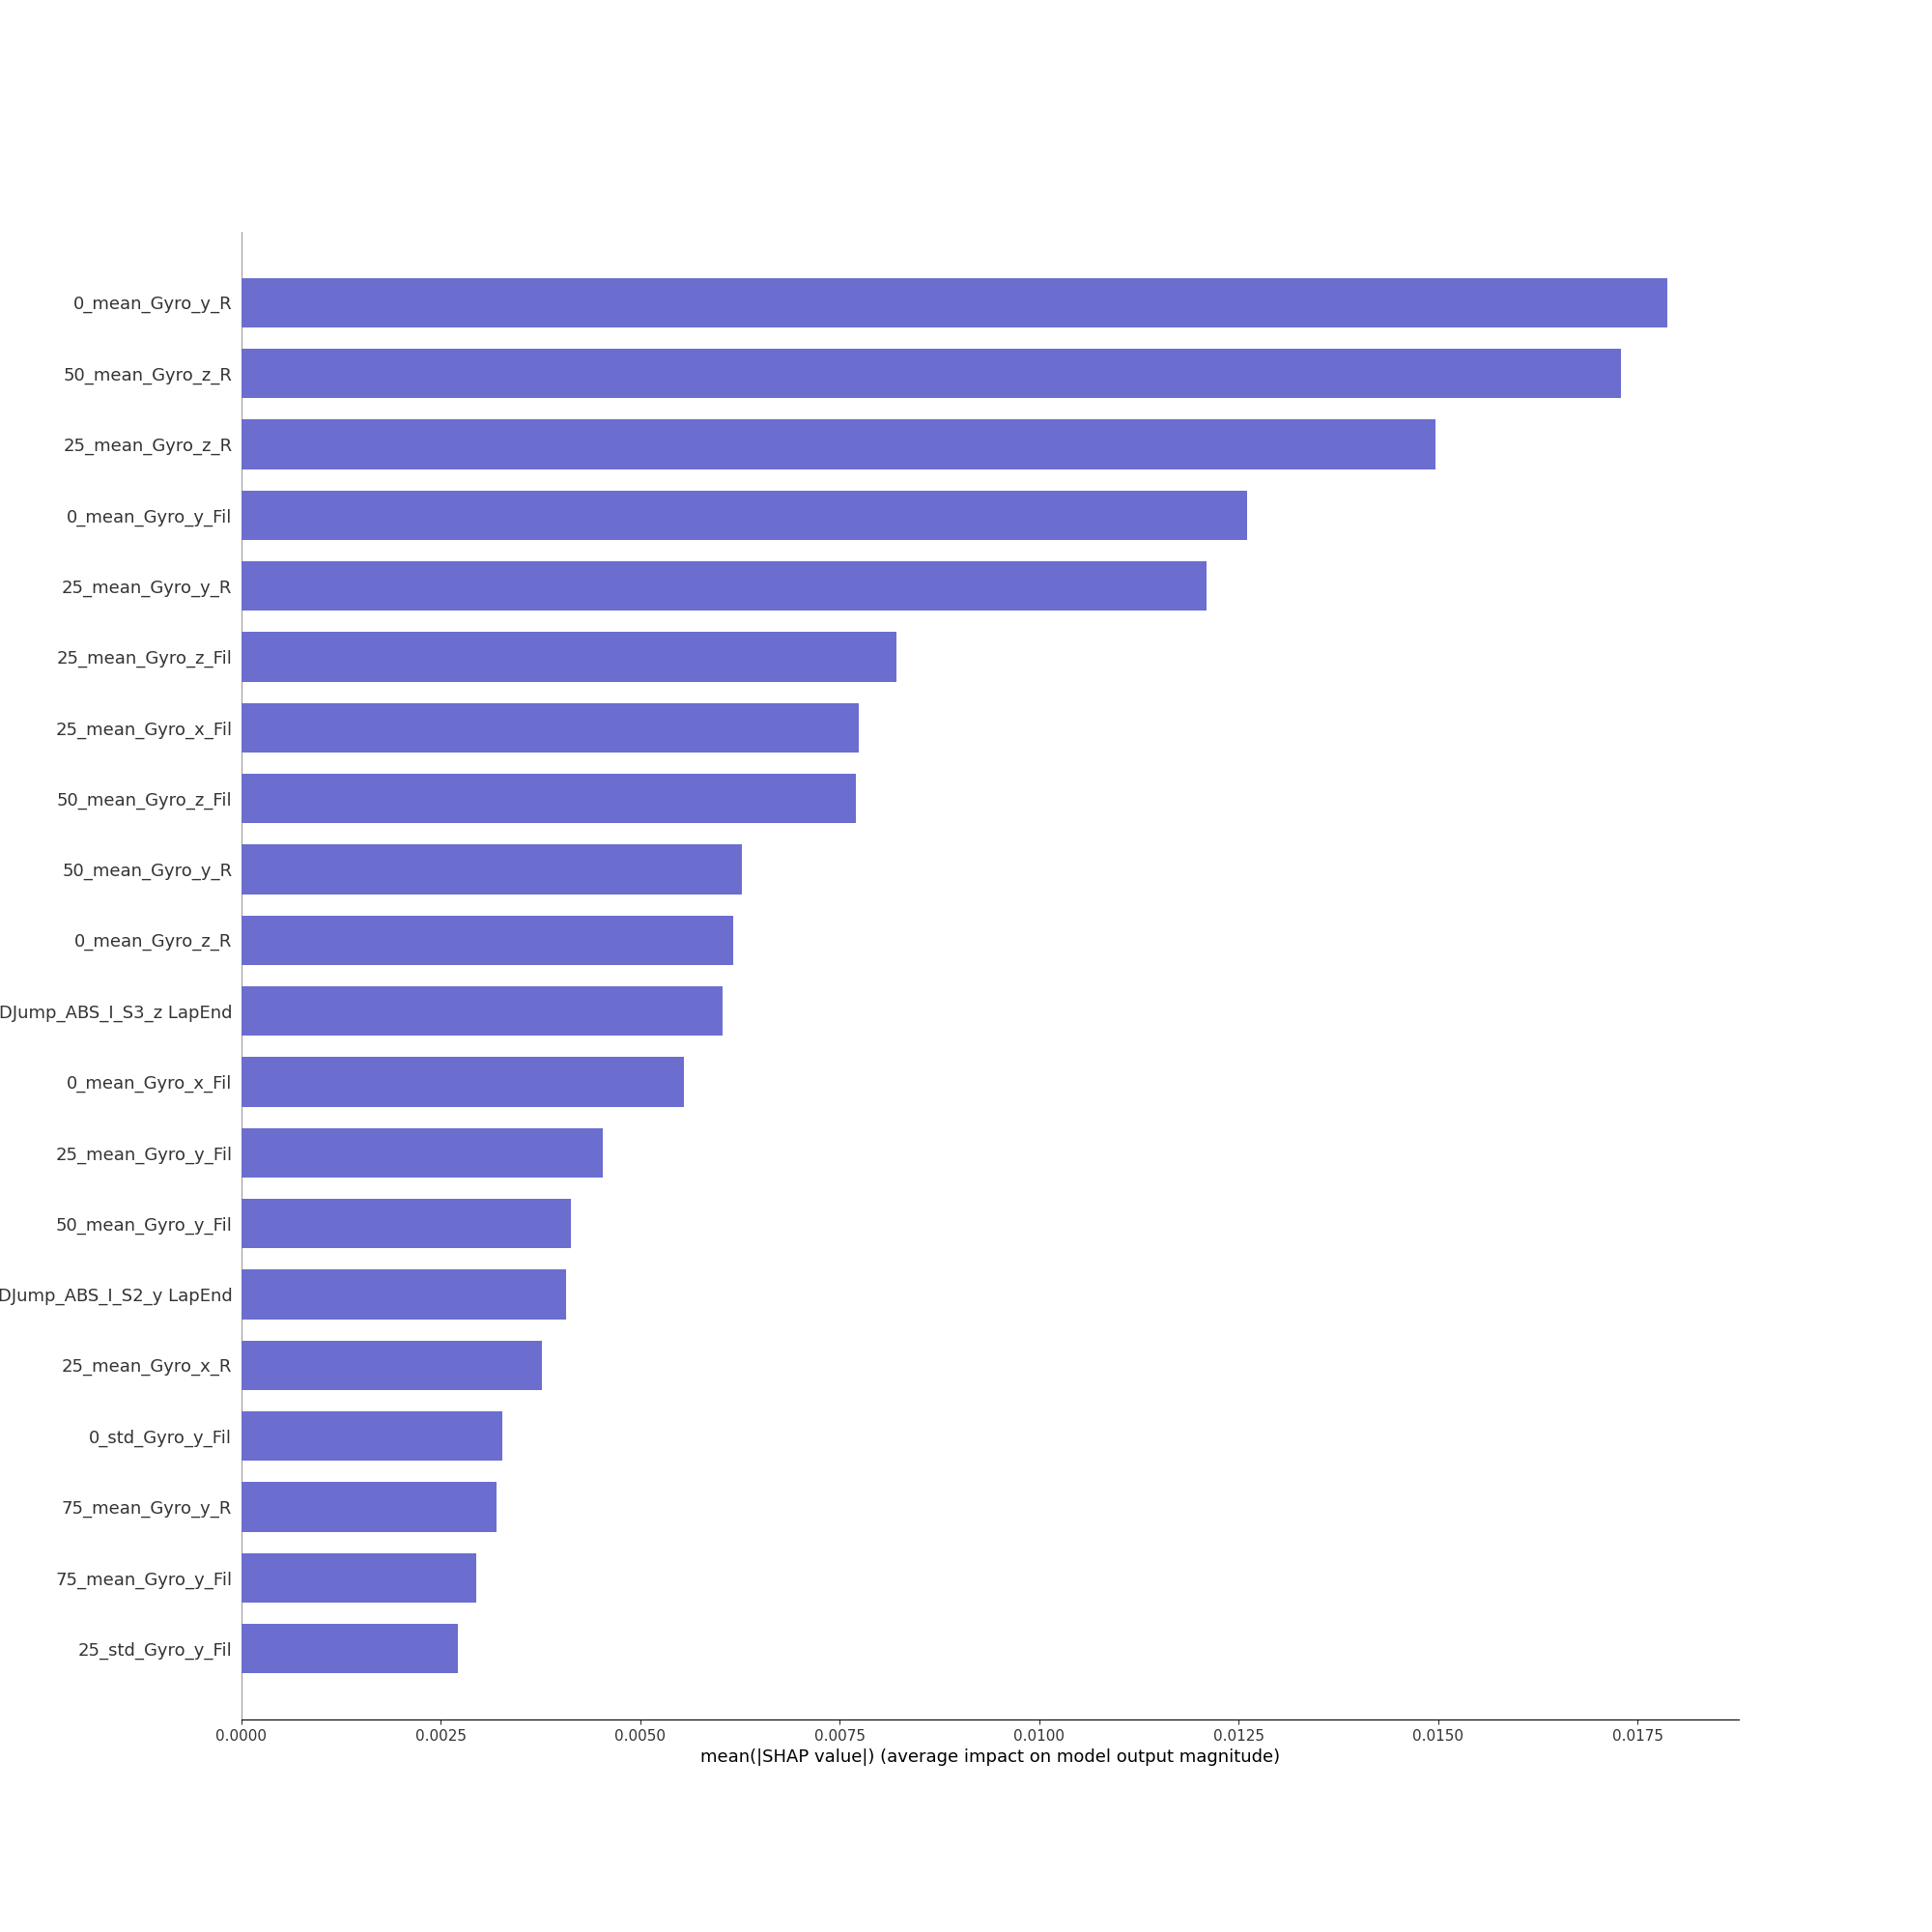 0_mean_Gyro_y_R
50_mean_Gyro_z_R
25_mean_Gyro_z_R
0_mean_Gyro_y_Fil
25_mean_Gyro_y_R
25_mean_Gyro_z_Fil
25_mean_Gyro_x_Fil
50_mean_Gyro_z_Fil
50_mean_Gyro_y_R
0_mean_Gyro_z_R
DJump_ABS_I_S3_z LapEnd
0_mean_Gyro_x_Fil
25_mean_Gyro_y_Fil
50_mean_Gyro_y_Fil
DJump_ABS_I_S2_y LapEnd
25_mean_Gyro_x_R
0_std_Gyro_y_Fil
75_mean_Gyro_y_R
75_mean_Gyro_y_Fil
25_std_Gyro_y_Fil
0.0000 0.0025 0.0050 0.0075 0.0100 0.0125 0.0150 0.0175
mean(|SHAP value|) (average impact on model output magnitude)